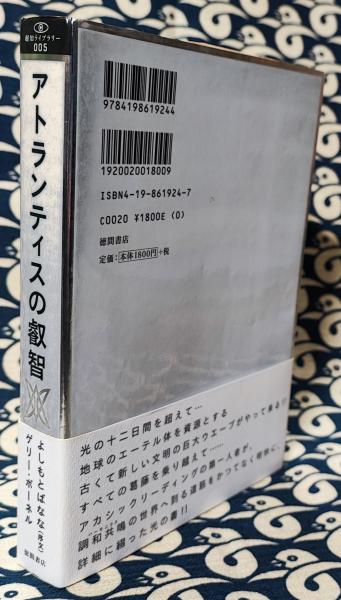 超知ライブラリー
005
アトランティスの叡智
よしもとばなな(序文)
ゲリー・ボーネル
徳間書店
9784198619244
1920020018009
ISBN4-19-861924-7
C0020 ¥1800E (0)
徳間書店
定価:本体1800円+税
光の十二日間を超えて…
地球のエーテル体を資源とする
古くて新しい文明の巨大ウエーブがやって来る!!
すべての葛藤を乗り越えて……
アカシックリーディングの第一人者が、
調和共鳴の世界へ到る道筋をかつてなく明快に、
詳細に綴った光の書!!